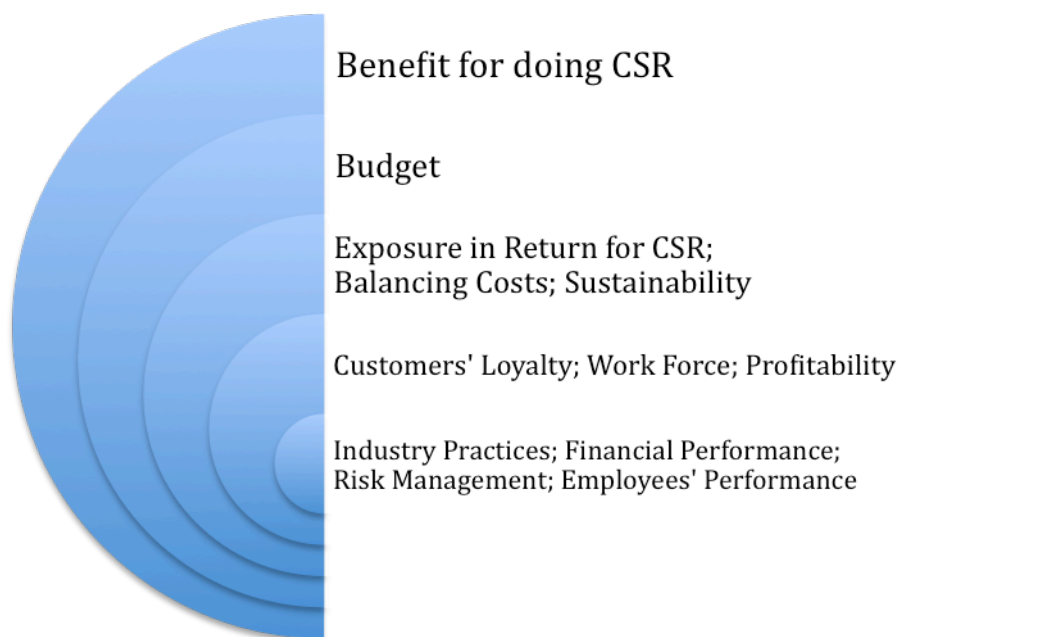 Benefit for doing CSR
Budget
Exposure in Return for CSR;
Balancing Costs; Sustainability
Customers' Loyalty; Work Force; Profitability
Industry Practices; Financial Performance;
Risk Management; Employees' Performance